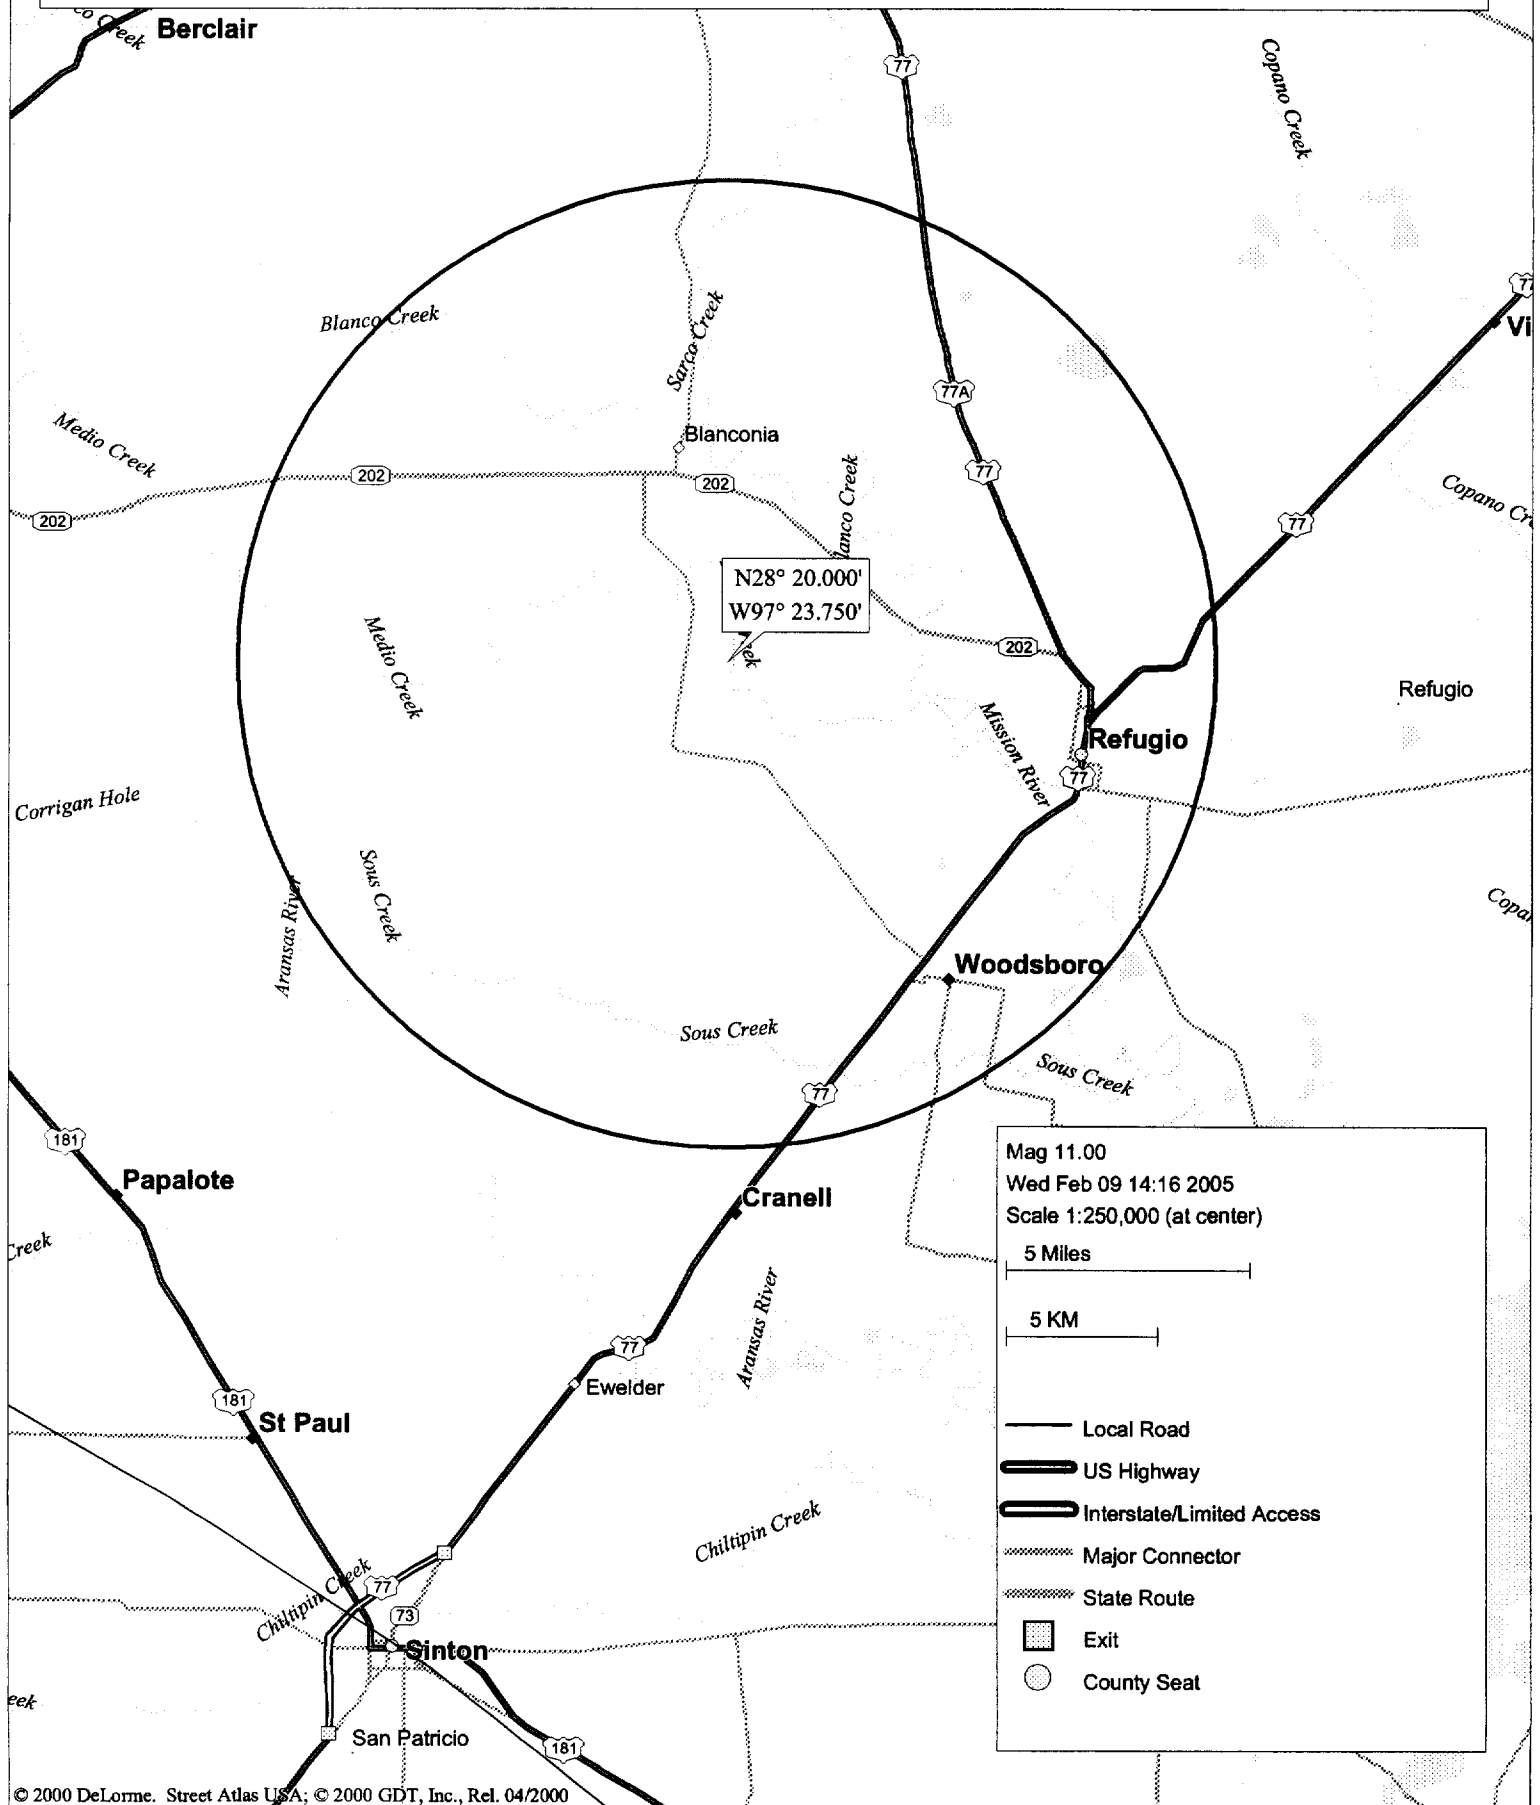 Berclair
co Creek
77
Copano Creek
77
Vi
Blanco Creek
Sarco Creek
77A
Medio Creek
Blanconia
202
202
77
lanco Creek
Copano Cre
202
77
N28° 20.000'
W97° 23.750'
eek
202
Medio Creek
Refugio
Mission River
Refugio
77
Corrigan Hole
Sous Creek
Aransas River
Copa
Woodsboro
Sous Creek
Sous Creek
77
181
Papalote
Cranell
Creek
Aransas River
77
Ewelder
181
St Paul
Chiltipin Creek
77
Chiltipin Creek
73
Sinton
eek
San Patricio
181
Mag 11.00
Wed Feb 09 14:16 2005
Scale 1:250,000 (at center)
5 Miles
5 KM
Local Road
US Highway
Interstate/Limited Access
Major Connector
State Route
Exit
County Seat
© 2000 DeLorme. Street Atlas USA; © 2000 GDT, Inc., Rel. 04/2000